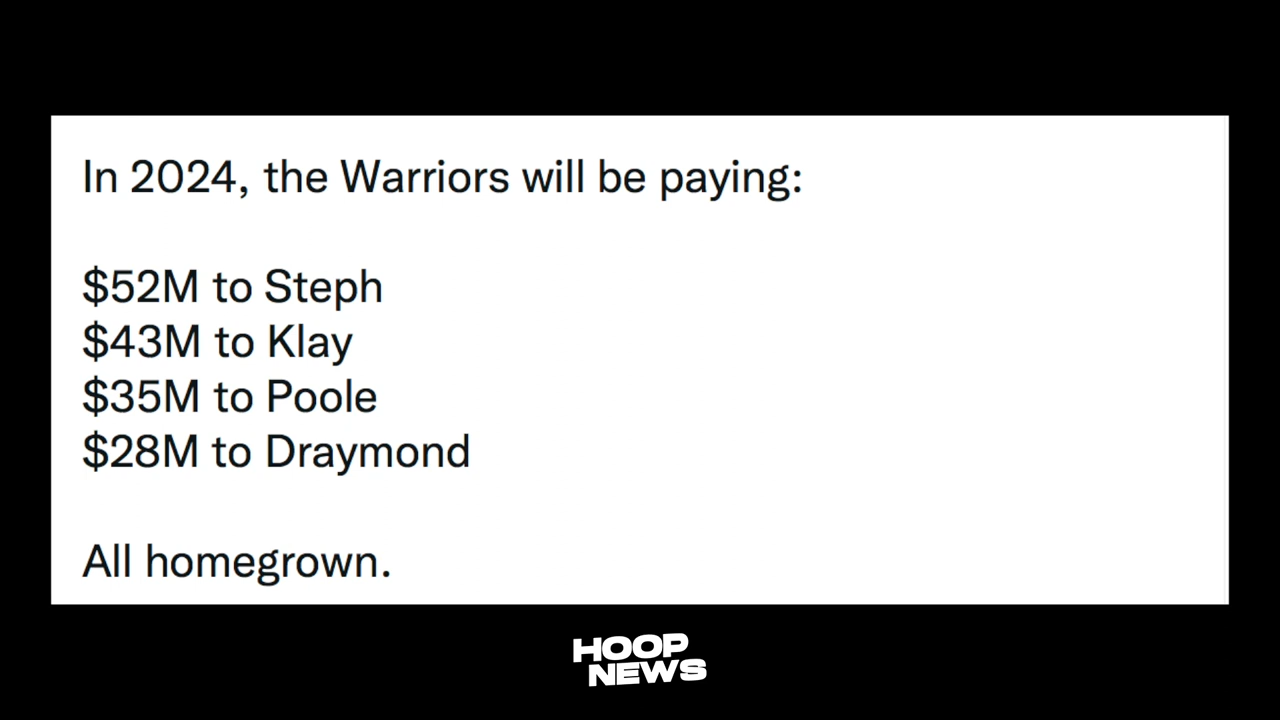 In 2024, the Warriors will be paying:
$52M to Steph
$43M to Klay
$35M to Poole
$28M to Draymond
All homegrown.
HOOP
NEWS